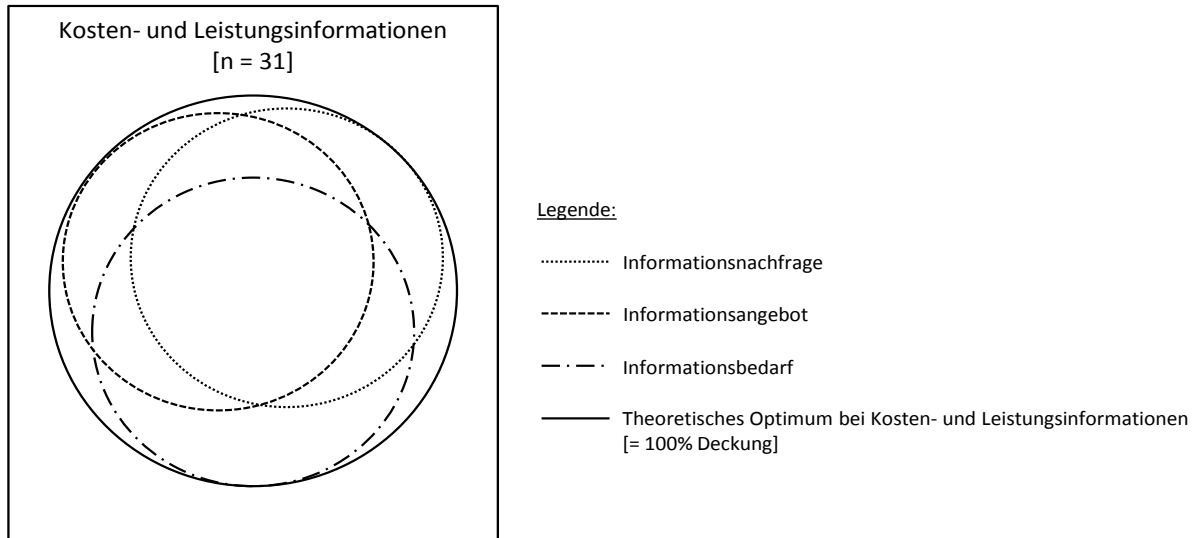 Kosten- und Leistungsinformationen
[n = 31]
Legende:
Informationsnachfrage
Informationsangebot
Informationsbedarf
Theoretisches Optimum bei Kosten- und Leistungsinformationen
[= 100% Deckung]